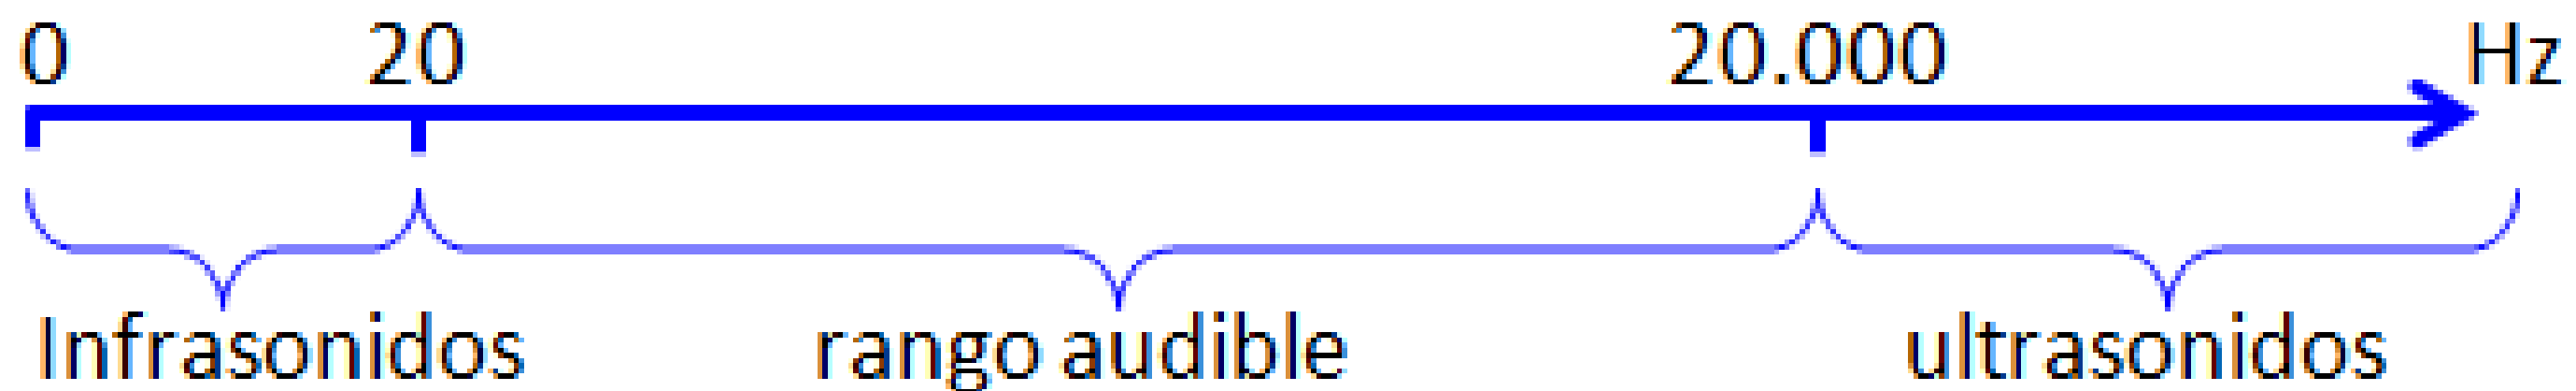 0 20 20.000 Hz
Infrasonidos rango audible ultrasonidos